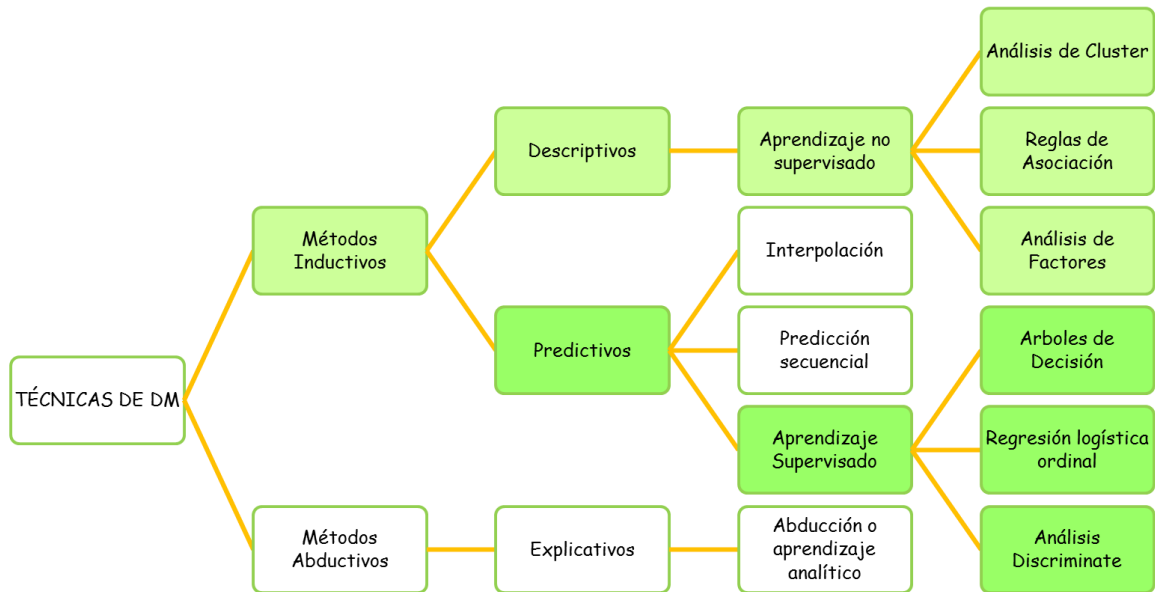 TÉCNICAS DE DM
Métodos
Inductivos
Métodos
Abductivos
Descriptivos
Predictivos
Explicativos
Aprendizaje no
supervisado
Interpolación
Predicción
secuencial
Aprendizaje
Supervisado
Abducción o
aprendizaje
analítico
Análisis de Cluster
Reglas de
Asociación
Análisis de
Factores
Arboles de
Decisión
Regresión logística
ordinal
Análisis
Discriminate